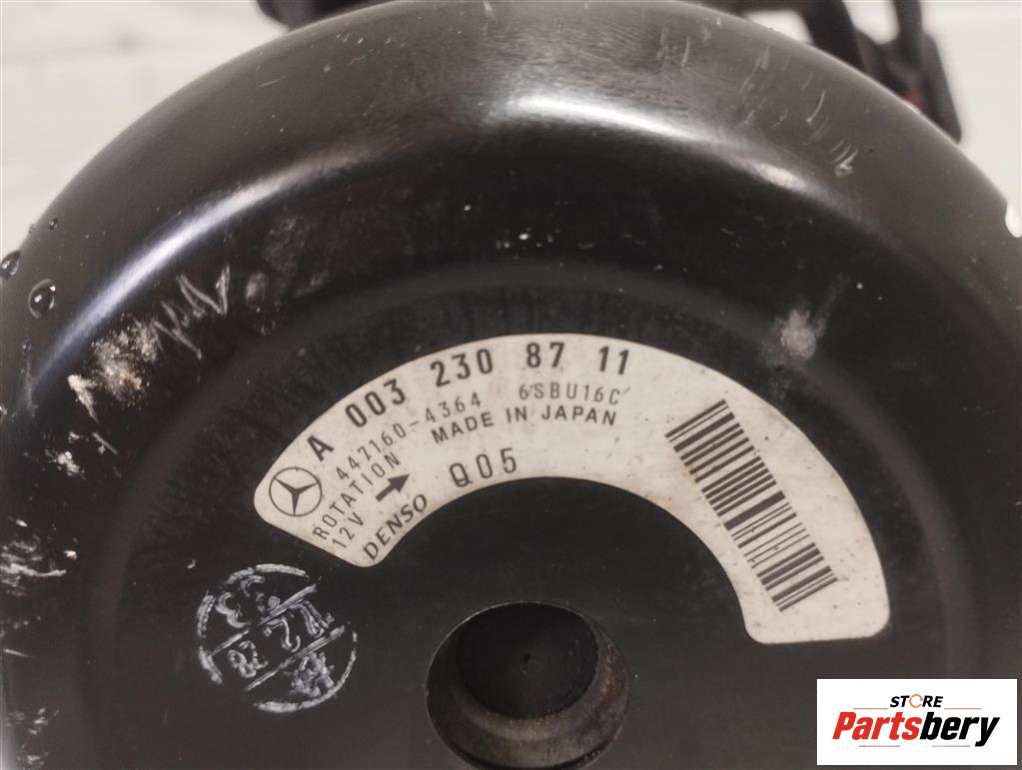 A 003 230 87 11
447160-4364 6SBU16C
ROTATION MADE IN JAPAN
12V
DENSO Q05
STORE
Partsbery